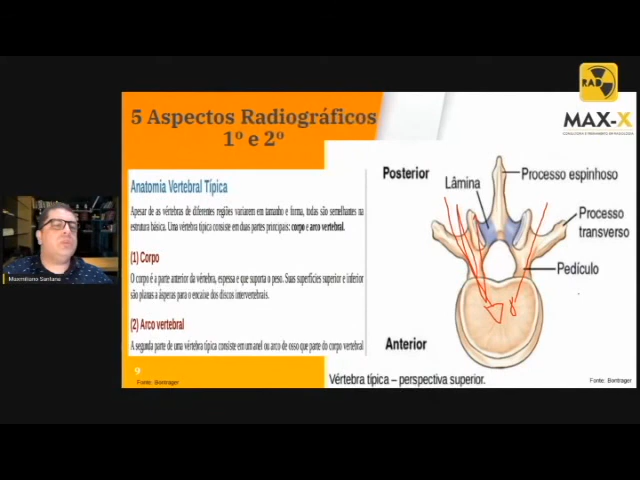 RAD
MAX-X
5 Aspectos Radiográficos
1º e 2º
Anatomia Vertebral Típica
Apesar de as vértebras de diferentes regiões variarem em tamanho e forma, todas são semelhantes na
estrutura básica. Uma vértebra típica consiste em duas partes principais: corpo e arco vertebral.
(1) Corpo
O corpo é a parte anterior da vértebra, espessa e que suporta o peso. Suas superfícies superior e inferior
são planas a ásperas para o encaixe dos discos intervertebrais.
(2) Arco vertebral
A segunda parte de uma vértebra típica consiste em um anel ou arco de osso que parte do corpo vertebral
9
Fonte: Bontrager
Posterior
Lâmina
Processo espinhoso
Processo
transverso
Pedículo
Anterior
Vértebra típica – perspectiva superior.
Fonte: Bontrager
Maxmiliano Santana